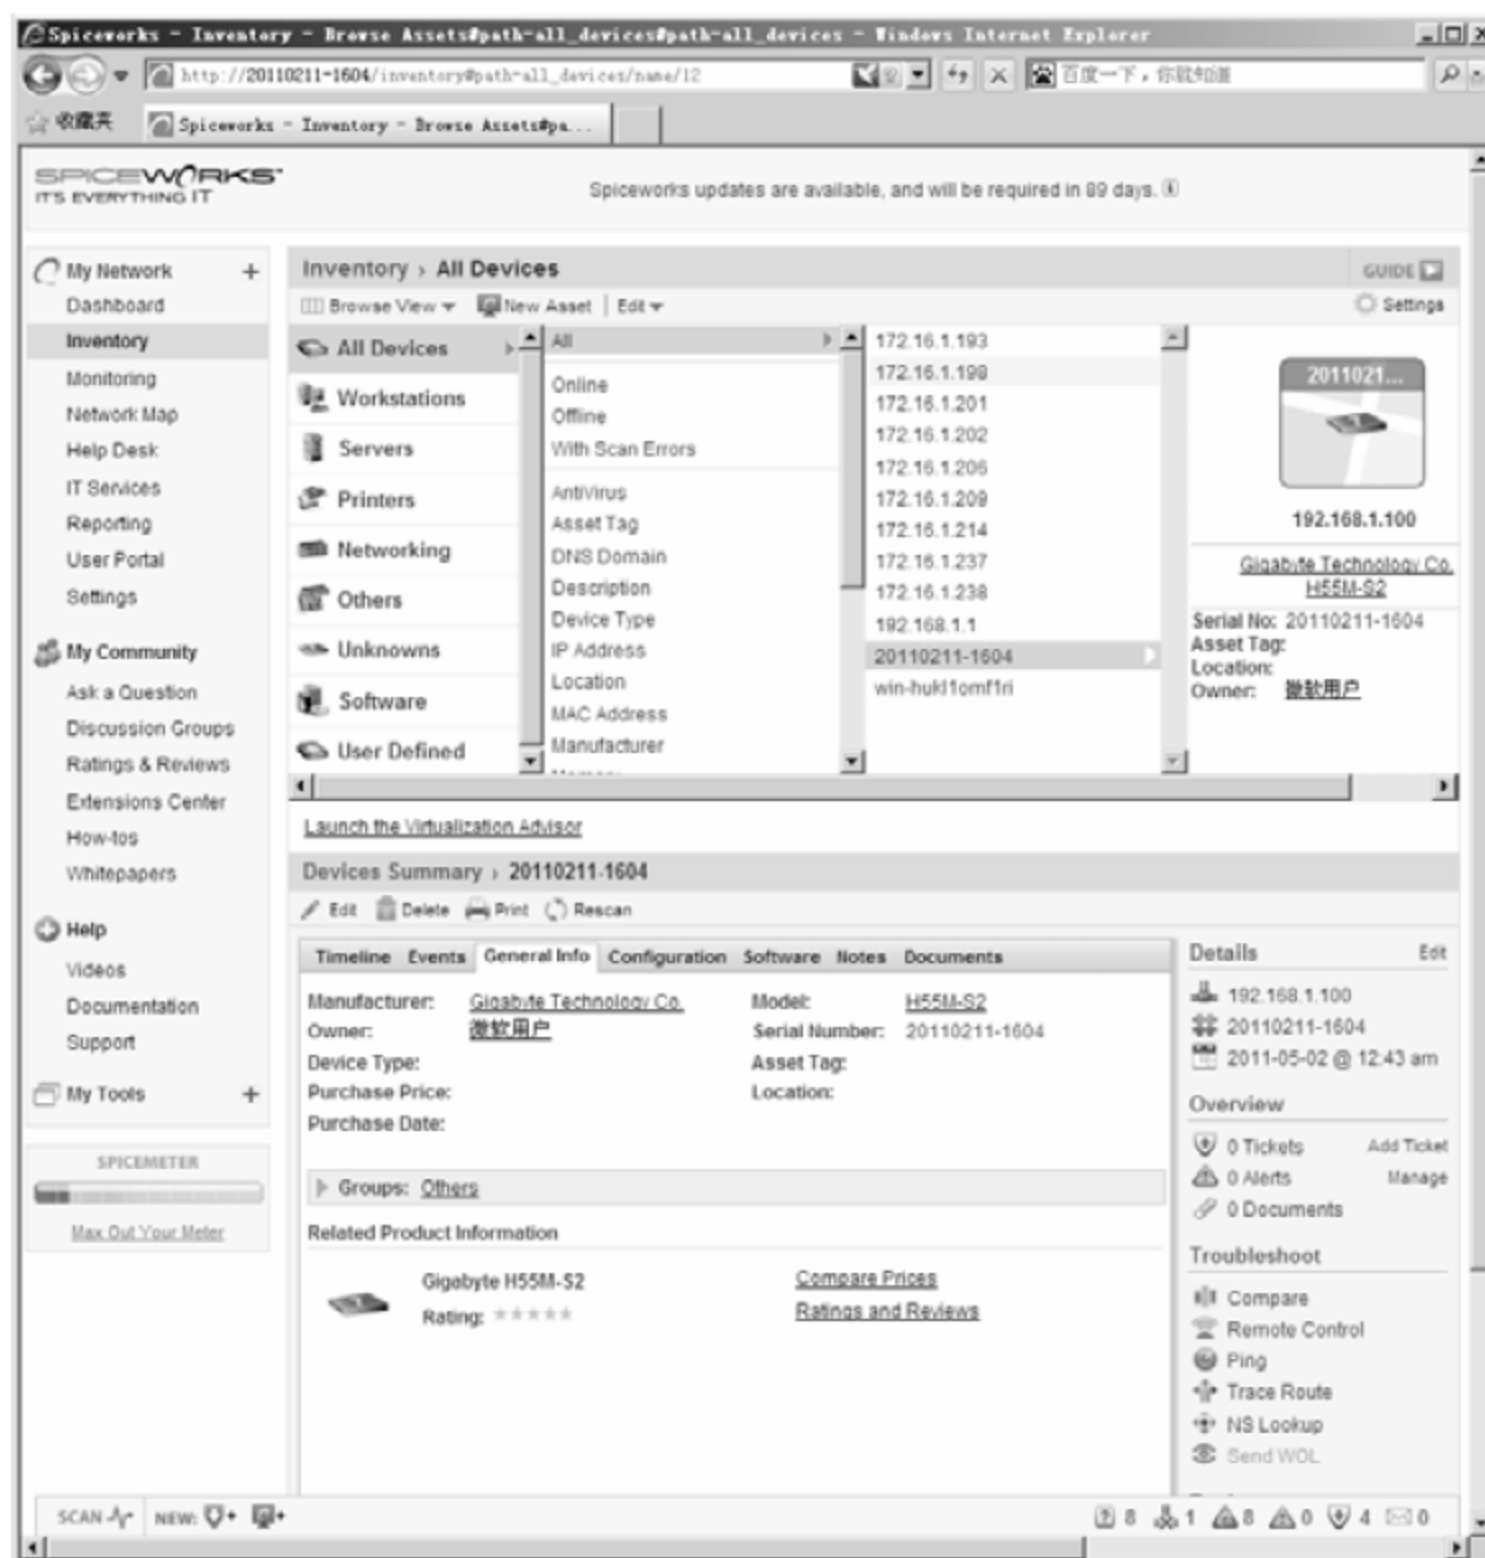 Spiceworks - Inventory - Browse Assets#path=all_devices#path=all_devices - Windows Internet Explorer
http://20110211-1604/inventory#path=all_devices/name/12
百度一下，你就知道
收藏夹
Spiceworks - Inventory - Browse Assets#pa...
SPICEWORKS
IT'S EVERYTHING IT
Spiceworks updates are available, and will be required in 89 days.
My Network +
Dashboard
Inventory
Monitoring
Network Map
Help Desk
IT Services
Reporting
User Portal
Settings
My Community
Ask a Question
Discussion Groups
Ratings & Reviews
Extensions Center
How-tos
Whitepapers
Help
Videos
Documentation
Support
My Tools +
SPICEMETER
Max Out Your Meter
Inventory › All Devices
GUIDE
Browse View
New Asset
Edit
Settings
All Devices
Workstations
Servers
Printers
Networking
Others
Unknowns
Software
User Defined
All
Online
Offline
With Scan Errors
AntiVirus
Asset Tag
DNS Domain
Description
Device Type
IP Address
Location
MAC Address
Manufacturer
172.16.1.193
172.16.1.198
172.16.1.201
172.16.1.202
172.16.1.206
172.16.1.209
172.16.1.214
172.16.1.237
172.16.1.238
192.168.1.1
20110211-1604
win-hukl1omf1ri
2011021...
192.168.1.100
Gigabyte Technology Co.
H55M-S2
Serial No: 20110211-1604
Asset Tag:
Location:
Owner: 微软用户
Launch the Virtualization Advisor
Devices Summary › 20110211-1604
Edit Delete Print Rescan
Timeline Events General Info Configuration Software Notes Documents
Manufacturer: Gigabyte Technology Co. Model: H55M-S2
Owner: 微软用户 Serial Number: 20110211-1604
Device Type: Asset Tag:
Purchase Price: Location:
Purchase Date:
Groups: Others
Related Product Information
Gigabyte H55M-S2
Rating:
Compare Prices
Ratings and Reviews
Details Edit
192.168.1.100
20110211-1604
2011-05-02 @ 12:43 am
Overview
0 Tickets Add Ticket
0 Alerts Manage
0 Documents
Troubleshoot
Compare
Remote Control
Ping
Trace Route
NS Lookup
Send WOL
SCAN NEW:
8 1 8 0 4 0